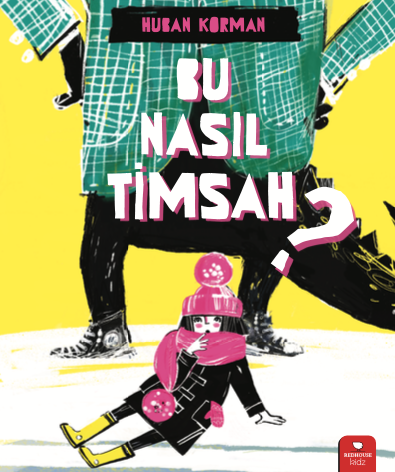 HUBAN KORMAN
BU
NASIL
TİMSAH
?
REDHOUSE
kidz